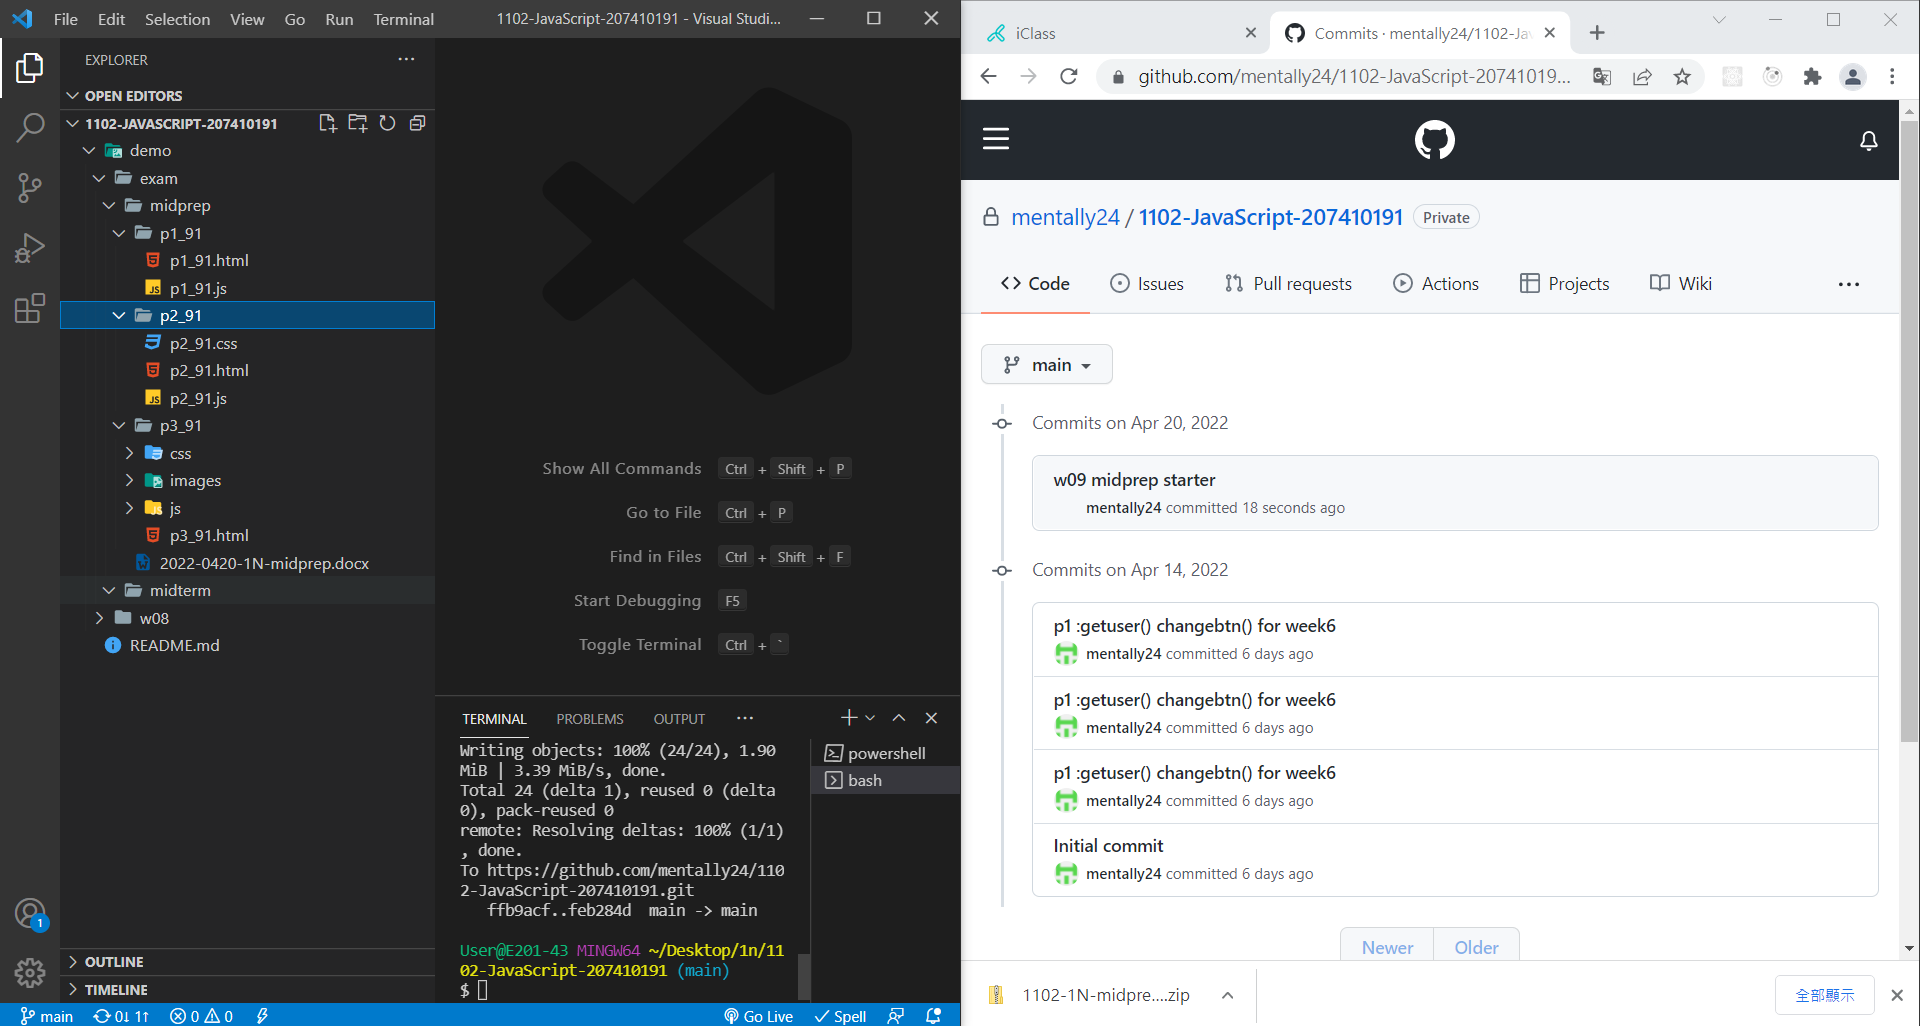 File Edit Selection View Go Run Terminal
1102-JavaScript-207410191 - Visual Studi...
EXPLORER
OPEN EDITORS
1102-JAVASCRIPT-207410191
demo
exam
midprep
p1_91
p1_91.html
JS p1_91.js
p2_91
p2_91.css
p2_91.html
JS p2_91.js
p3_91
css
images
js
p3_91.html
2022-0420-1N-midprep.docx
midterm
w08
README.md
OUTLINE
TIMELINE
1
Show All Commands Ctrl + Shift + P
Go to File Ctrl + P
Find in Files Ctrl + Shift + F
Start Debugging F5
Toggle Terminal Ctrl + `
TERMINAL PROBLEMS OUTPUT ...
powershell
bash
Writing objects: 100% (24/24), 1.90
MiB | 3.39 MiB/s, done.
Total 24 (delta 1), reused 0 (delta
0), pack-reused 0
remote: Resolving deltas: 100% (1/1)
, done.
To https://github.com/mentally24/110
2-JavaScript-207410191.git
ffb9acf..feb284d main -> main
User@E201-43 MINGW64 ~/Desktop/1n/11
02-JavaScript-207410191 (main)
$
main 0↓ 1↑ 0 0 Go Live Spell
iClass
Commits · mentally24/1102-Jav
github.com/mentally24/1102-JavaScript-20741019...
mentally24 / 1102-JavaScript-207410191 Private
Code Issues Pull requests Actions Projects Wiki ...
main
Commits on Apr 20, 2022
w09 midprep starter
mentally24 committed 18 seconds ago
Commits on Apr 14, 2022
p1 :getuser() changebtn() for week6
mentally24 committed 6 days ago
p1 :getuser() changebtn() for week6
mentally24 committed 6 days ago
p1 :getuser() changebtn() for week6
mentally24 committed 6 days ago
Initial commit
mentally24 committed 6 days ago
Newer Older
1102-1N-midpre....zip
全部顯示